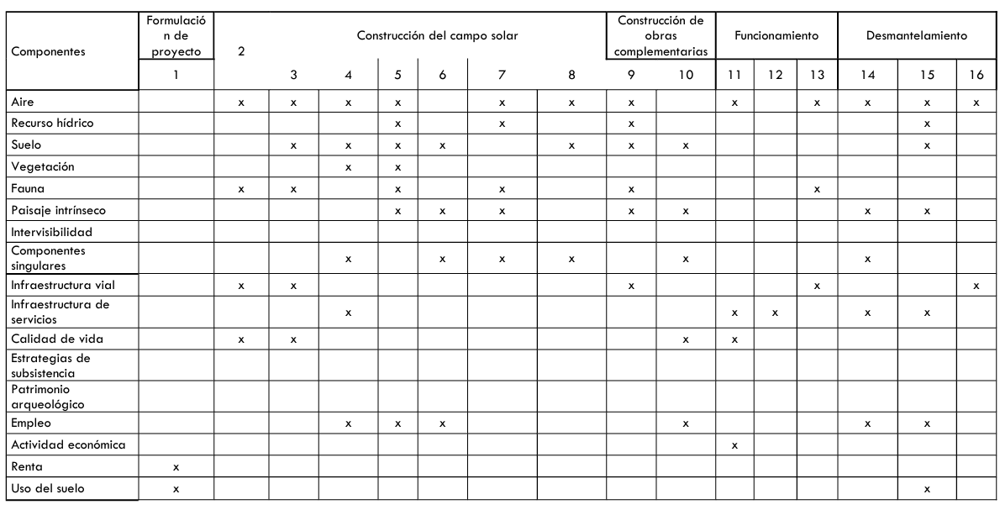 Componentes Formulació n de proyecto Construcción del campo solar Construcción de obras complementarias Funcionamiento Desmantelamiento
1 2 3 4 5 6 7 8 9 10 11 12 13 14 15 16
Aire x x x x x x x x x x x x
Recurso hídrico x x x x
Suelo x x x x x x x x
Vegetación x x
Fauna x x x x x x
Paisaje intrínseco x x x x x x x
Intervisibilidad
Componentes
singulares x x x x x x
Infraestructura vial x x x x x
Infraestructura de
servicios x x x x x
Calidad de vida x x x x
Estrategias de
subsistencia
Patrimonio
arqueológico
Empleo x x x x x x
Actividad económica x
Renta x
Uso del suelo x x